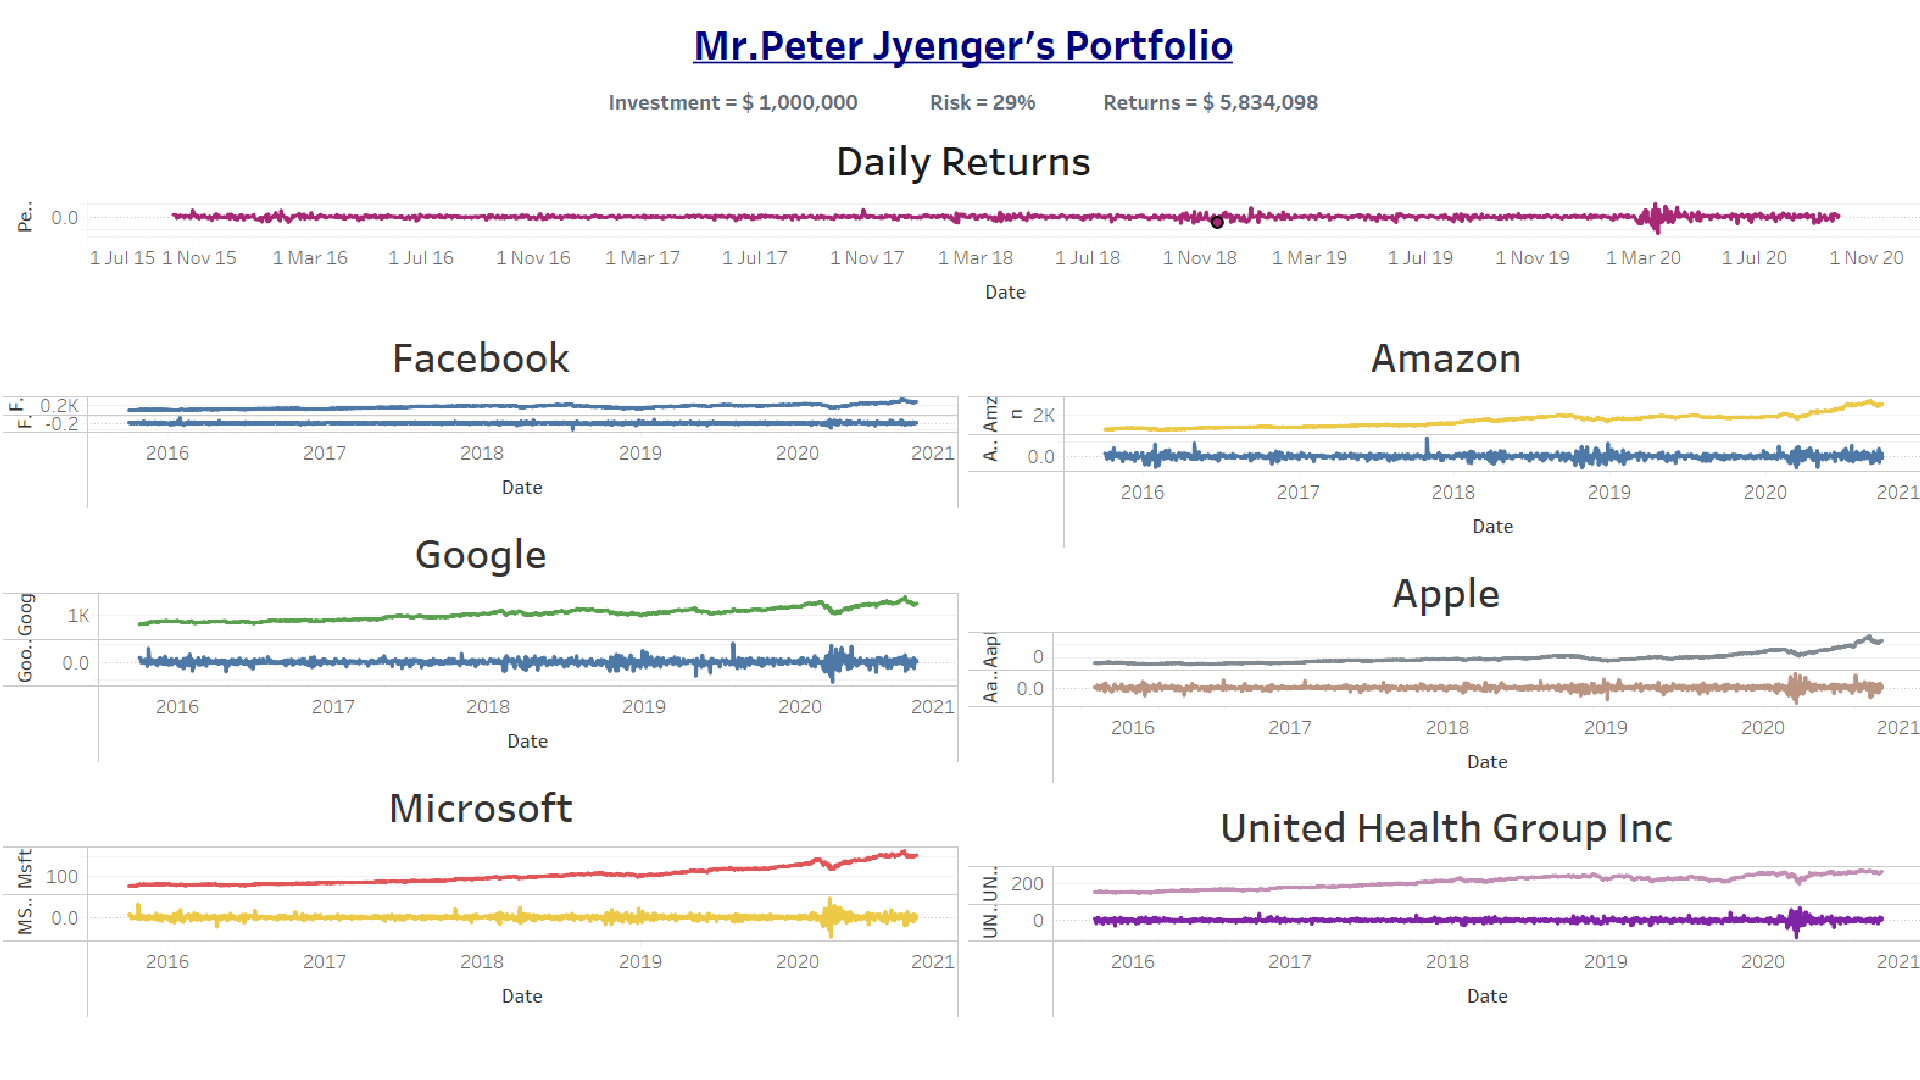 Mr.Peter Jyenger’s Portfolio
Investment = $ 1,000,000 Risk = 29% Returns = $ 5,834,098
Daily Returns
Pe..
0.0
1 Jul 15 1 Nov 15 1 Mar 16 1 Jul 16 1 Nov 16 1 Mar 17 1 Jul 17 1 Nov 17 1 Mar 18 1 Jul 18 1 Nov 18 1 Mar 19 1 Jul 19 1 Nov 19 1 Mar 20 1 Jul 20 1 Nov 20
Date
Facebook
F.
0.2K
F.
-0.2
2016 2017 2018 2019 2020 2021
Date
Amazon
Amz
n
2K
A..
0.0
2016 2017 2018 2019 2020 2021
Date
Google
Goog
1K
Goo..
0.0
2016 2017 2018 2019 2020 2021
Date
Apple
Aapl
0
Aa..
0.0
2016 2017 2018 2019 2020 2021
Date
Microsoft
Msft
100
MS..
0.0
2016 2017 2018 2019 2020 2021
Date
United Health Group Inc
UN..
200
UN..
0
2016 2017 2018 2019 2020 2021
Date